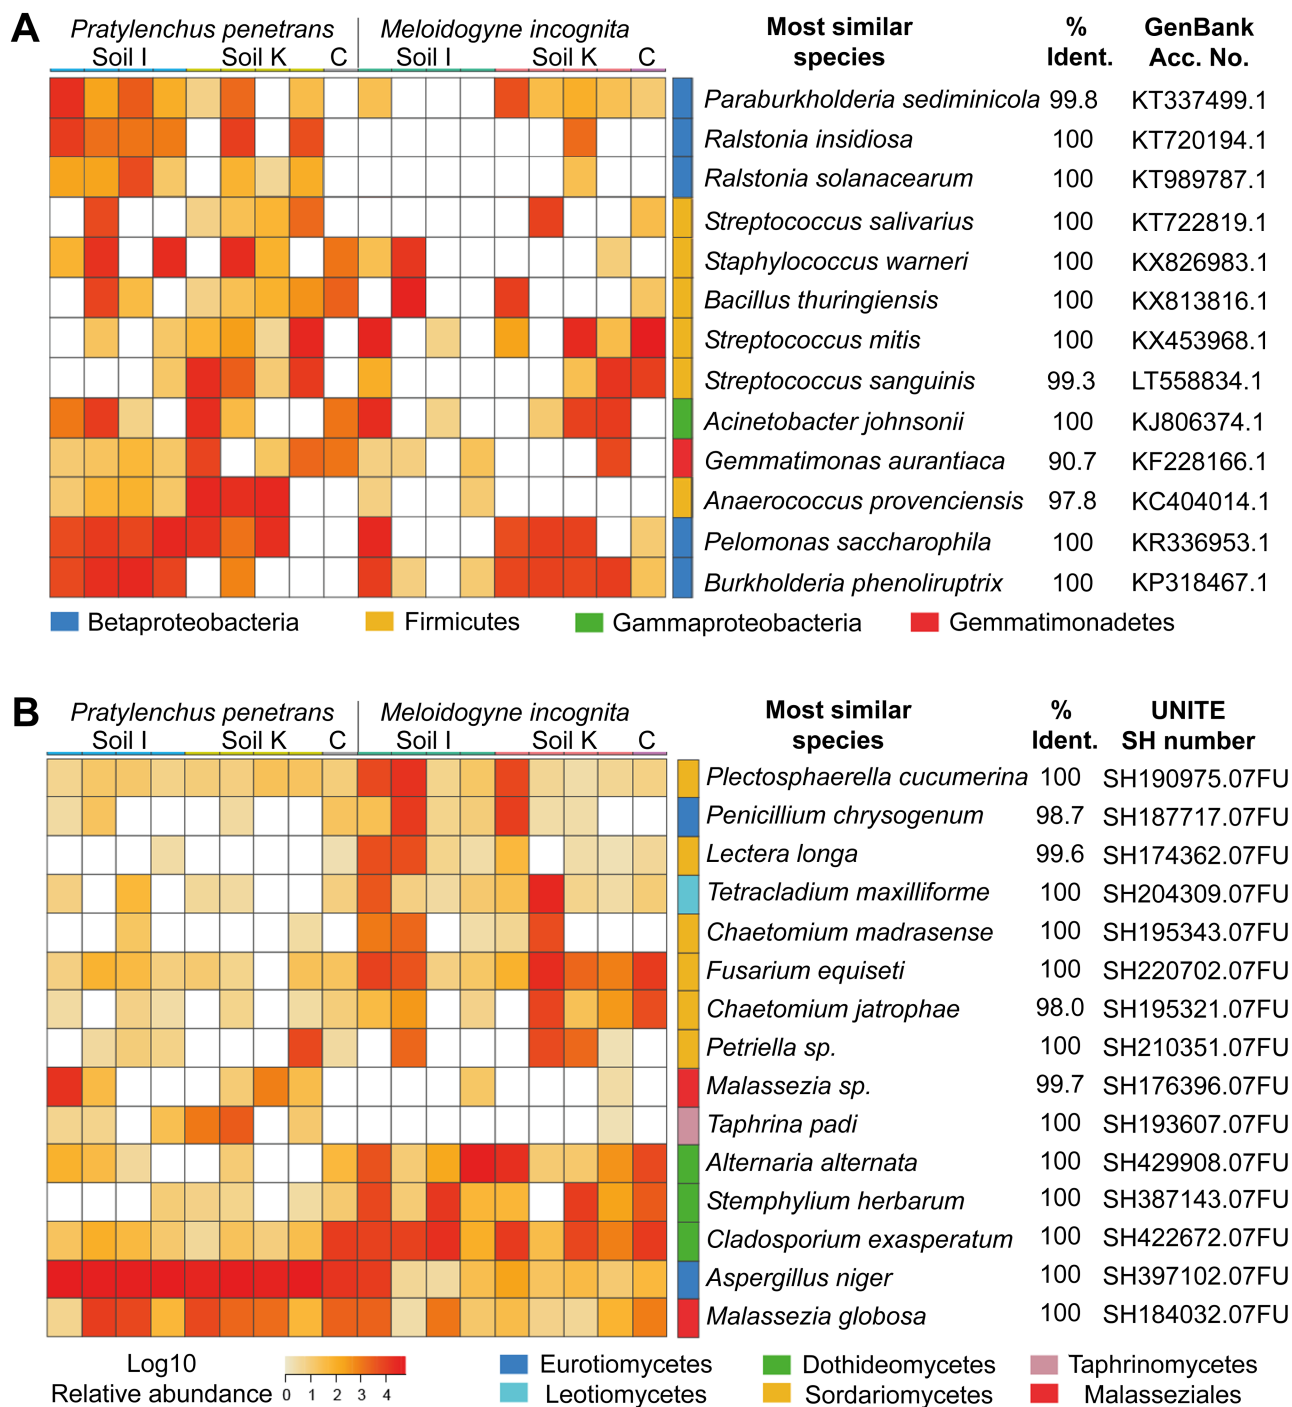 A
Pratylenchus penetrans Meloidogyne incognita Most similar species % Ident. GenBank Acc. No.
Soil I Soil K C Soil I Soil K C
Paraburkholderia sediminicola 99.8 KT337499.1
Ralstonia insidiosa 100 KT720194.1
Ralstonia solanacearum 100 KT989787.1
Streptococcus salivarius 100 KT722819.1
Staphylococcus warneri 100 KX826983.1
Bacillus thuringiensis 100 KX813816.1
Streptococcus mitis 100 KX453968.1
Streptococcus sanguinis 99.3 LT558834.1
Acinetobacter johnsonii 100 KJ806374.1
Gemmatimonas aurantiaca 90.7 KF228166.1
Anaerococcus provenciensis 97.8 KC404014.1
Pelomonas saccharophila 100 KR336953.1
Burkholderia phenoliruptrix 100 KP318467.1
Betaproteobacteria Firmicutes Gammaproteobacteria Gemmatimonadetes
B
Pratylenchus penetrans Meloidogyne incognita Most similar species % Ident. UNITE SH number
Soil I Soil K C Soil I Soil K C
Plectosphaerella cucumerina 100 SH190975.07FU
Penicillium chrysogenum 98.7 SH187717.07FU
Lectera longa 99.6 SH174362.07FU
Tetracladium maxilliforme 100 SH204309.07FU
Chaetomium madrasense 100 SH195343.07FU
Fusarium equiseti 100 SH220702.07FU
Chaetomium jatrophae 98.0 SH195321.07FU
Petriella sp. 100 SH210351.07FU
Malassezia sp. 99.7 SH176396.07FU
Taphrina padi 100 SH193607.07FU
Alternaria alternata 100 SH429908.07FU
Stemphylium herbarum 100 SH387143.07FU
Cladosporium exasperatum 100 SH422672.07FU
Aspergillus niger 100 SH397102.07FU
Malassezia globosa 100 SH184032.07FU
Log10
Relative abundance 0 1 2 3 4
Eurotiomycetes Dothideomycetes Taphrinomycetes
Leotiomycetes Sordariomycetes Malasseziales